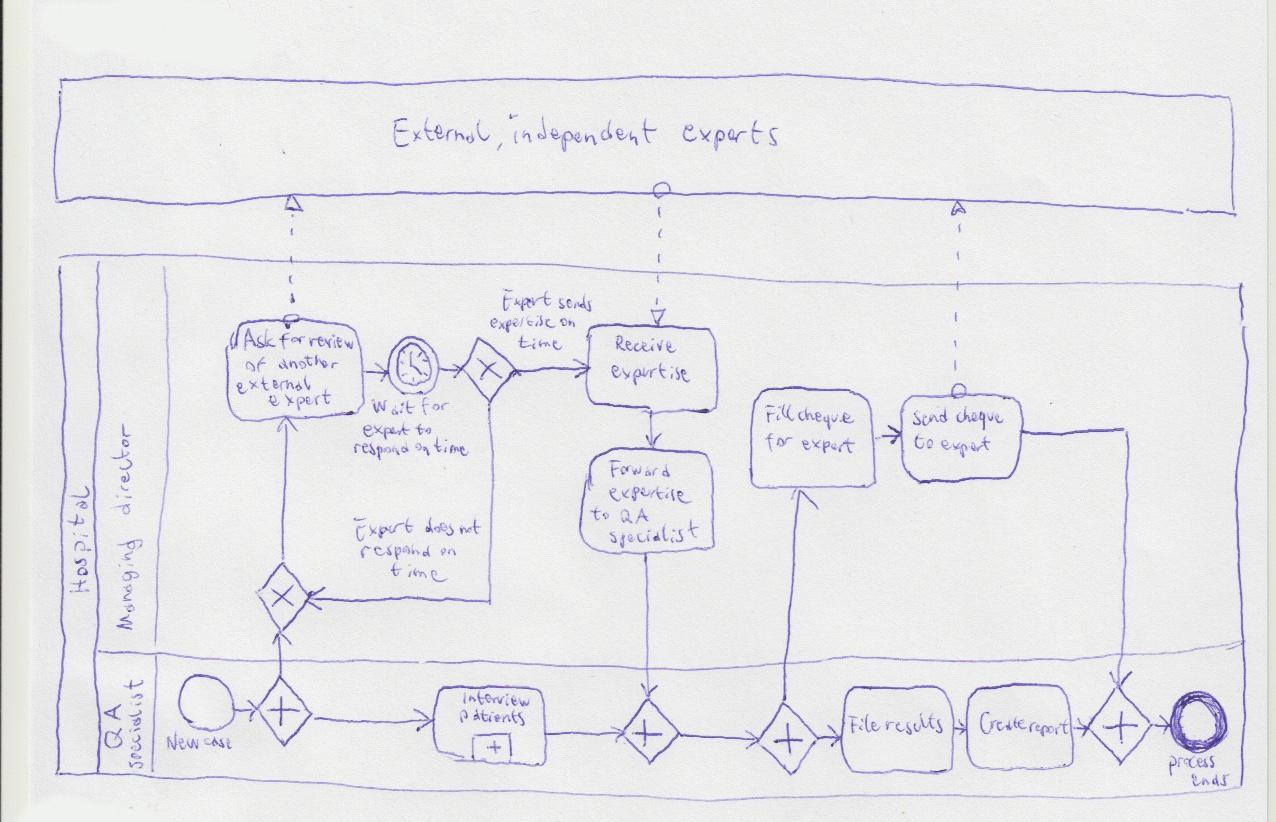 External, independent experts
Hospital
Managing director
Ask for review
of another
external
expert
Wait for
expert to
respond on time
Expert sends
expertise on
time
Expert does not
respond on
time
Receive
expertise
Forward
expertise
to QA
specialist
Fill cheque
for expert
Send cheque
to expert
QA
specialist
New case
Interview
patients
File results
Create report
process
ends